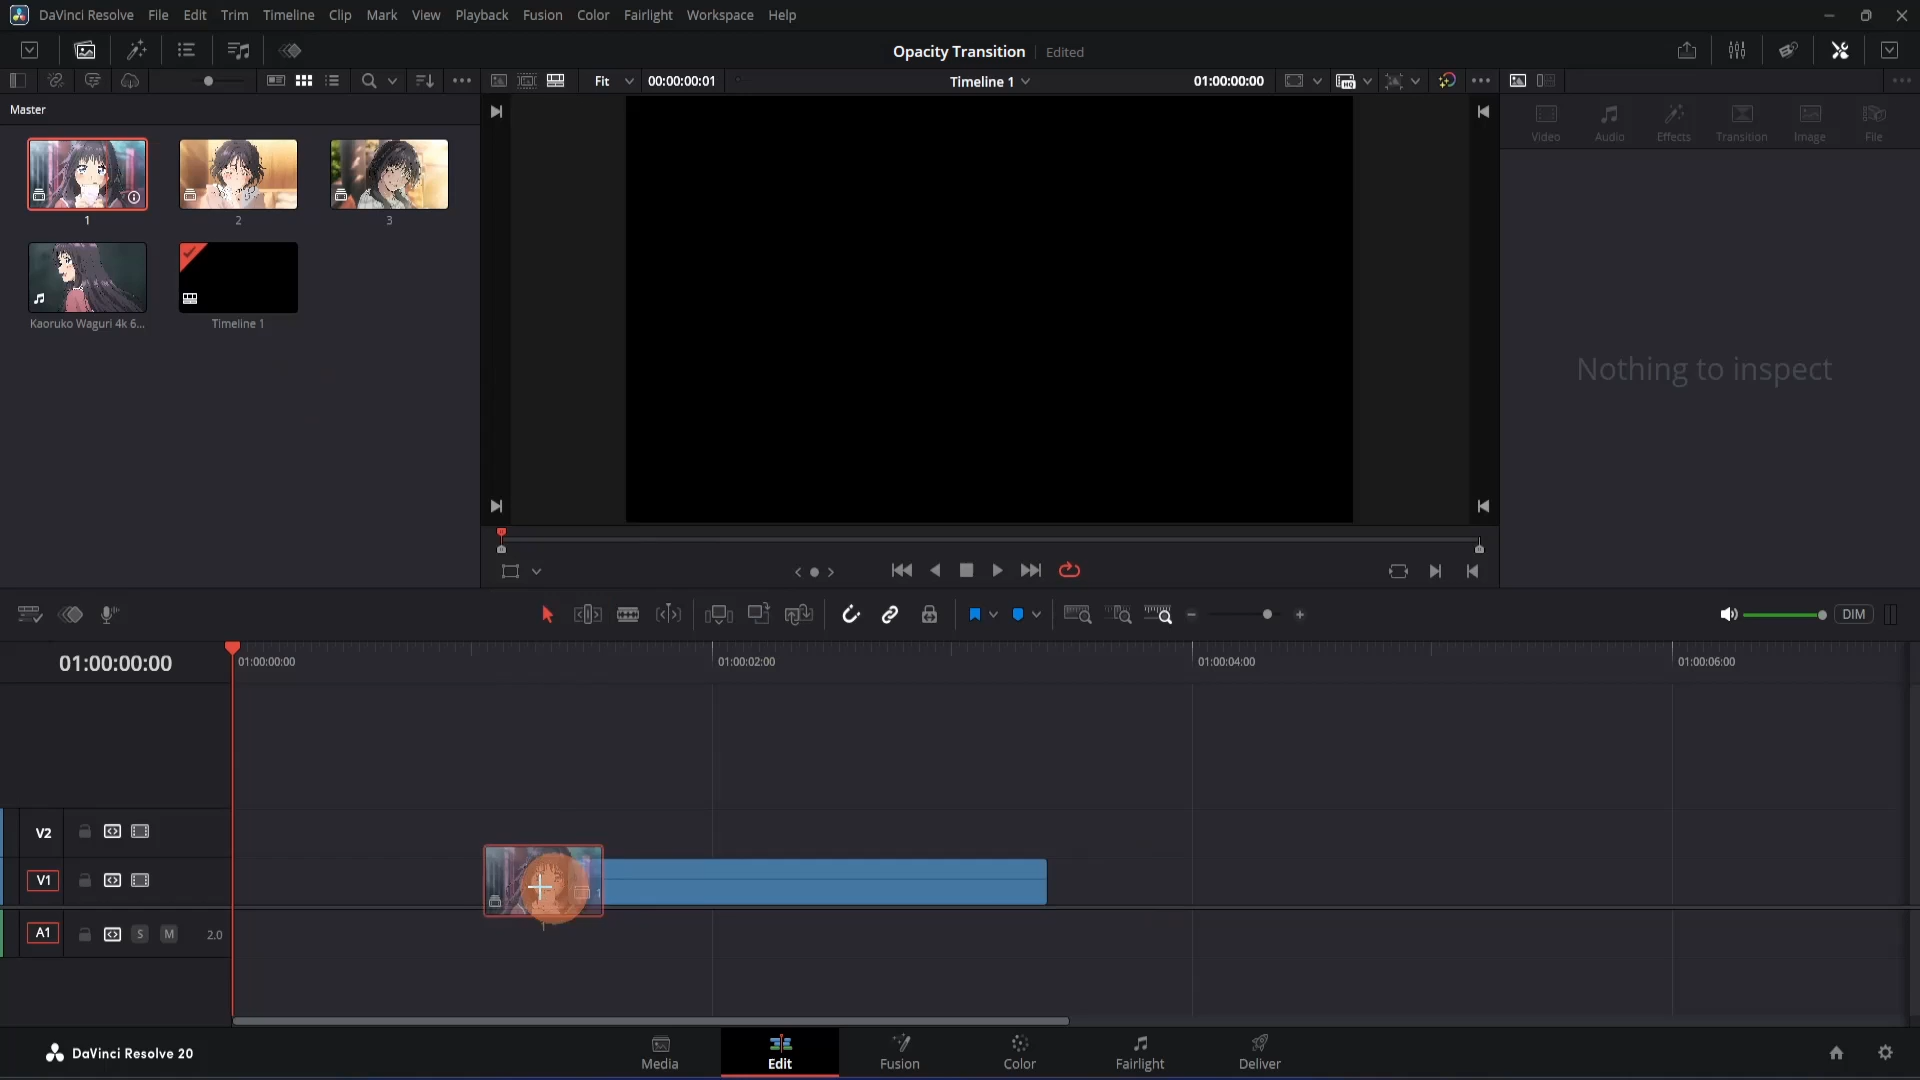 DaVinci Resolve File Edit Trim Timeline Clip Mark View Playback Fusion Color Fairlight Workspace Help
Opacity Transition Edited
Fit 00:00:00:01 Timeline 1 01:00:00:00
Master
Video Audio Effects Transition Image File
1 2 3
Kaoruko Waguri 4k 6... Timeline 1
Nothing to inspect
DIM
01:00:00:00 01:00:00:00 01:00:02:00 01:00:04:00 01:00:06:00
V2
V1
A1 S M 2.0
DaVinci Resolve 20
Media Edit Fusion Color Fairlight Deliver